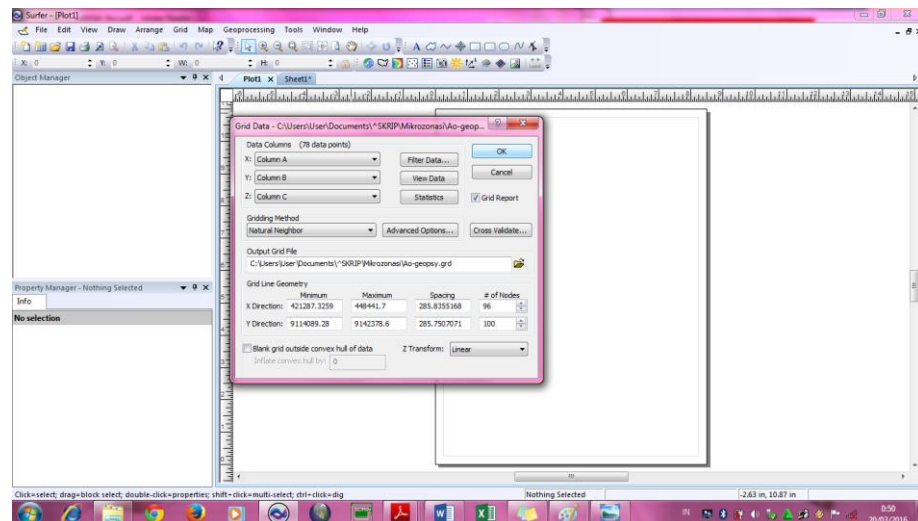 Surfer - [Plot1]
File Edit View Draw Arrange Grid Map Geoprocessing Tools Window Help
X: 0 Y: 0 W: 0 H: 0
Object Manager
Plot1 Sheet1*
Grid Data - C:\Users\User\Documents\^SKRIP\Mikrozonasi\Ao-geop...
Data Columns (78 data points)
X: Column A Filter Data... OK
Y: Column B View Data Cancel
Z: Column C Statistics Grid Report
Gridding Method
Natural Neighbor Advanced Options... Cross Validate...
Output Grid File
C:\Users\User\Documents\^SKRIP\Mikrozonasi\Ao-geopsy.grd
Grid Line Geometry
Minimum Maximum Spacing # of Nodes
X Direction: 421287.3259 448441.7 285.8355168 96
Y Direction: 9114089.28 9142378.6 285.7507071 100
Blank grid outside convex hull of data Z Transform: Linear
Inflate convex hull by: 0
Property Manager - Nothing Selected
Info
No selection
Click=select; drag=block select; double-click=properties; shift+click=multi-select; ctrl+click=dig Nothing Selected -2.63 in, 10.87 in
IN 0:50